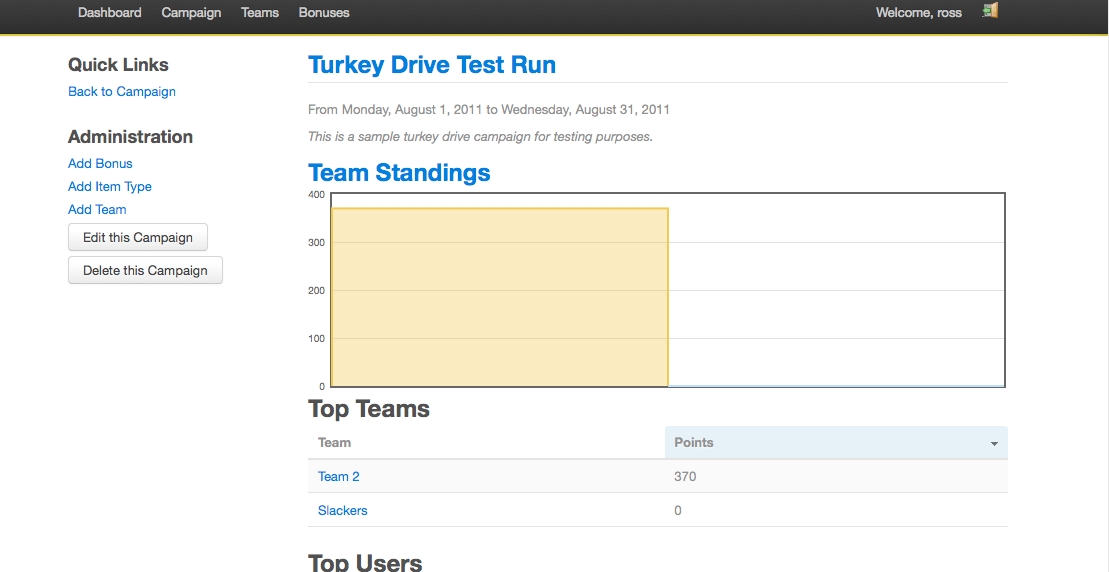 Dashboard Campaign Teams Bonuses Welcome, ross
Quick Links
Back to Campaign
Administration
Add Bonus
Add Item Type
Add Team
Edit this Campaign
Delete this Campaign
Turkey Drive Test Run
From Monday, August 1, 2011 to Wednesday, August 31, 2011
This is a sample turkey drive campaign for testing purposes.
Team Standings
400
300
200
100
0
Top Teams
Team Points
Team 2 370
Slackers 0
Top Users